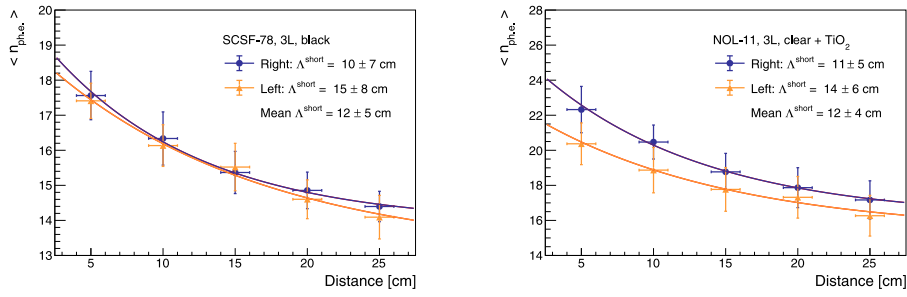 < n_ph.e. >
20
19
18
17
16
15
14
13
SCSF-78, 3L, black
Right: Λ^short = 10 ± 7 cm
Left: Λ^short = 15 ± 8 cm
Mean Λ^short = 12 ± 5 cm
5 10 15 20 25
Distance [cm]
< n_ph.e. >
28
26
24
22
20
18
16
14
NOL-11, 3L, clear + TiO_2
Right: Λ^short = 11 ± 5 cm
Left: Λ^short = 14 ± 6 cm
Mean Λ^short = 12 ± 4 cm
5 10 15 20 25
Distance [cm]